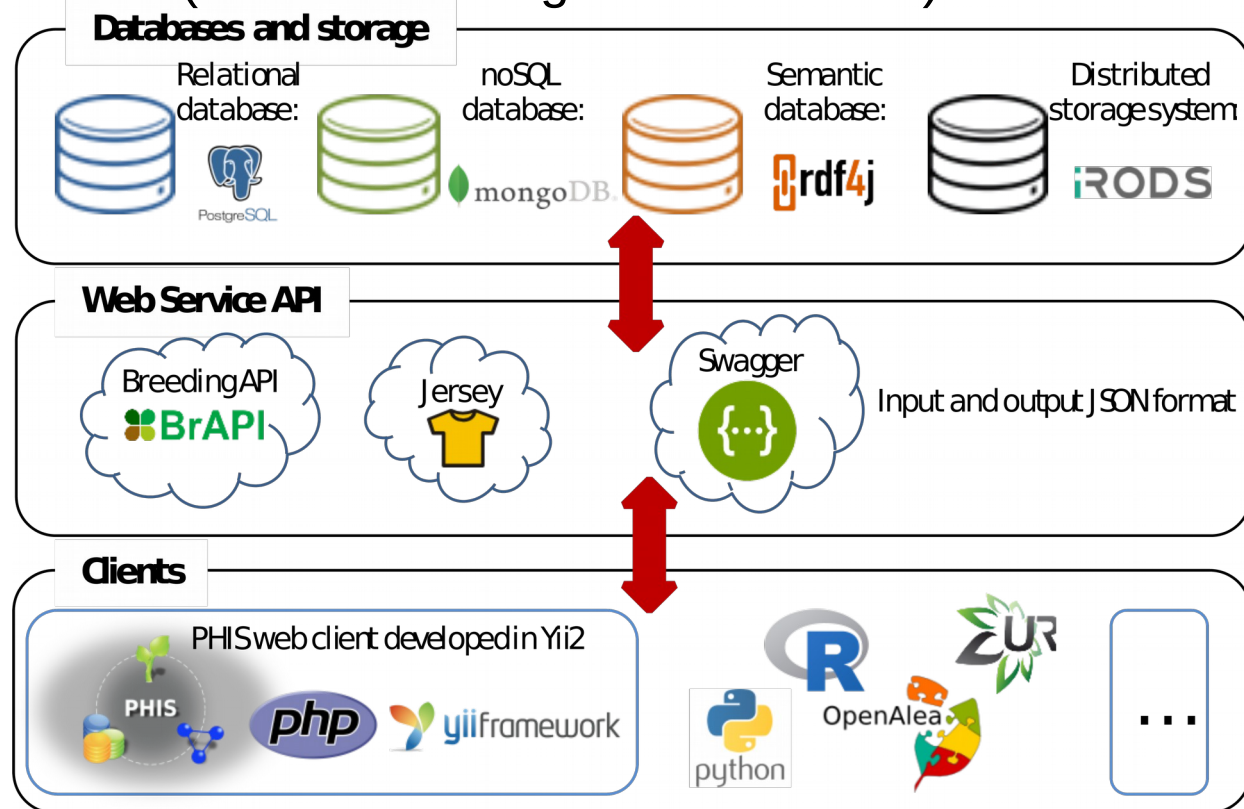 Databases and storage
Relational
database:
PostgreSQL
noSQL
database:
mongoDB.
Semantic
database:
rdf4j
Distributed
storage system:
iRODS
Web Service API
Breeding API
BrAPI
Jersey
Swagger
{...}
Input and output JSON format
Clients
PHIS web client developed in Yii2
PHIS
php
yiiframework
python
R
OpenAlea
ZUR
...